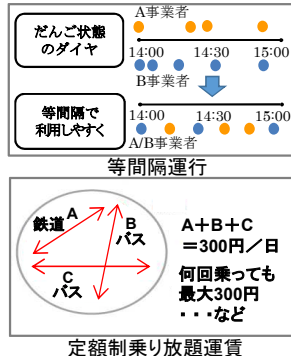 A事業者
だんご状態
のダイヤ
14:00 14:30 15:00
B事業者
等間隔で
利用しやすく
14:00 14:30 15:00
A/B事業者
等間隔運行
鉄道 A
B
バス
C
バス
A+B+C
=300円/日
何回乗っても
最大300円
・・・など
定額制乗り放題運賃